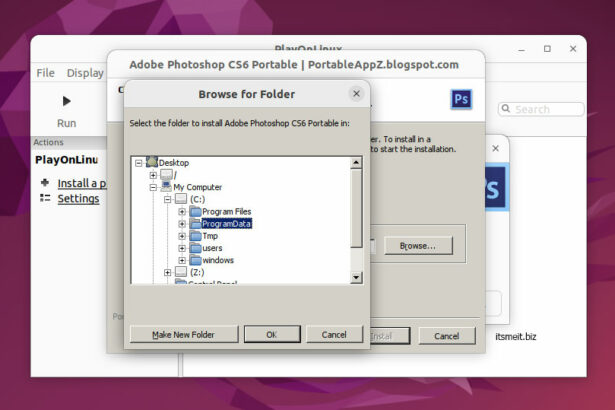 PlayOnLinux
File Display
Adobe Photoshop CS6 Portable | PortableAppZ.blogspot.com
Browse for Folder
Ps
Search
Run
Select the folder to install Adobe Photoshop CS6 Portable in:
er. To install in a
to start the installation.
Actions
PlayOnLinu
Install a p
Settings
Desktop
/
My Computer
(C:)
Program Files
ProgramData
Tmp
users
windows
(Z:)
Control Panel
Browse...
Ps
Make New Folder
OK
Cancel
Install
Cancel
itsmeit.biz